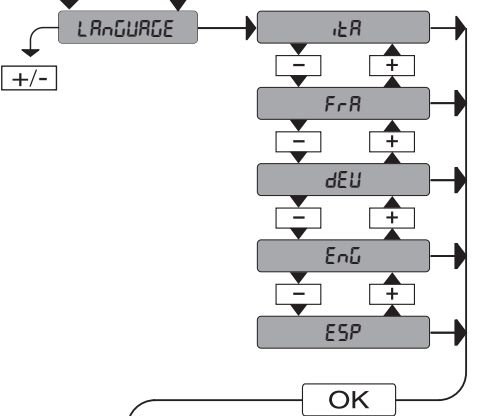 LAnGUAGE
+/-
itA
- +
FrA
- +
dEU
- +
EnG
- +
ESP
OK